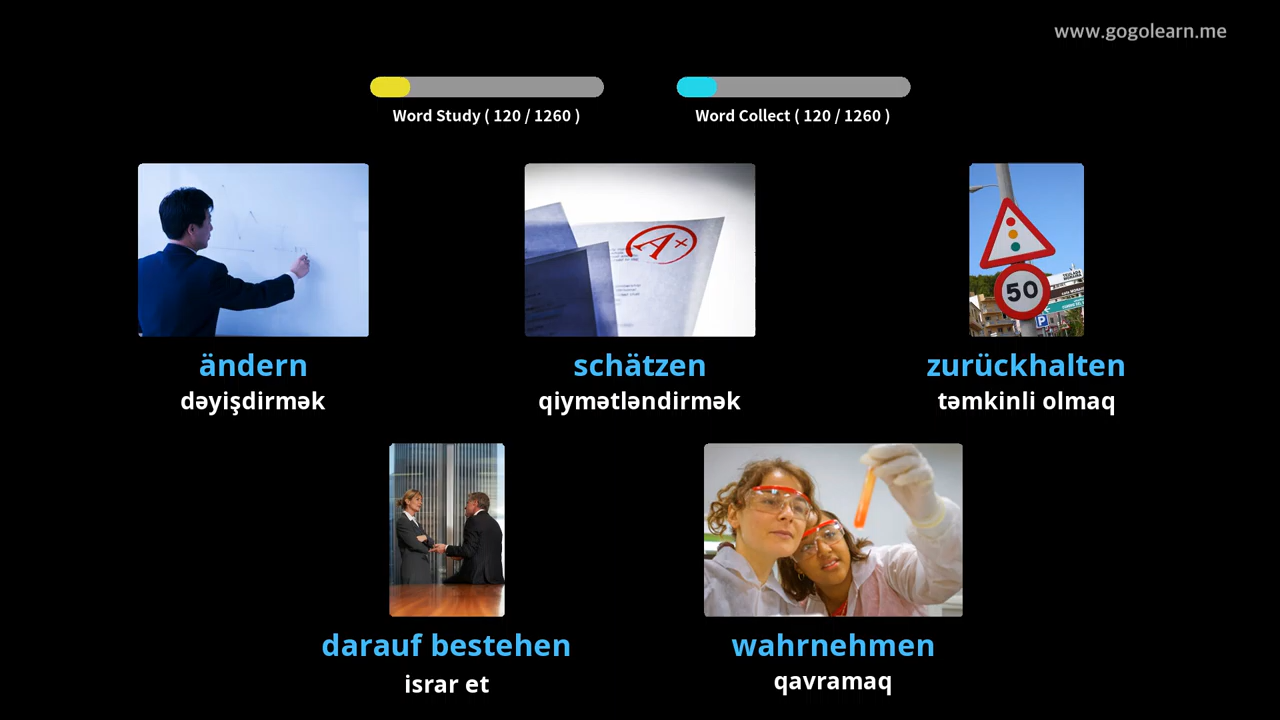 www.gogolearn.me
Word Study ( 120 / 1260 )
Word Collect ( 120 / 1260 )
A+
50
P
ändern
schätzen
zurückhalten
dəyişdirmək
qiymətləndirmək
təmkinli olmaq
darauf bestehen
wahrnehmen
israr et
qavramaq